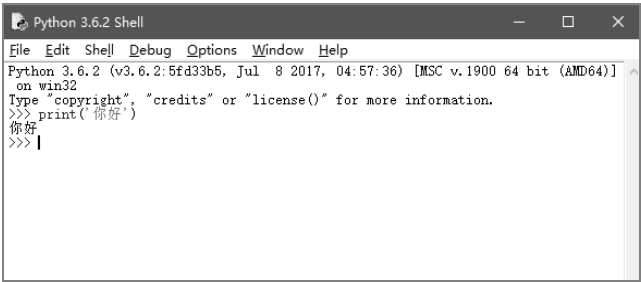 Python 3.6.2 Shell
File Edit Shell Debug Options Window Help
Python 3.6.2 (v3.6.2:5fd33b5, Jul  8 2017, 04:57:36) [MSC v.1900 64 bit (AMD64)]
 on win32
Type "copyright", "credits" or "license()" for more information.
>>> print('你好')
你好
>>>